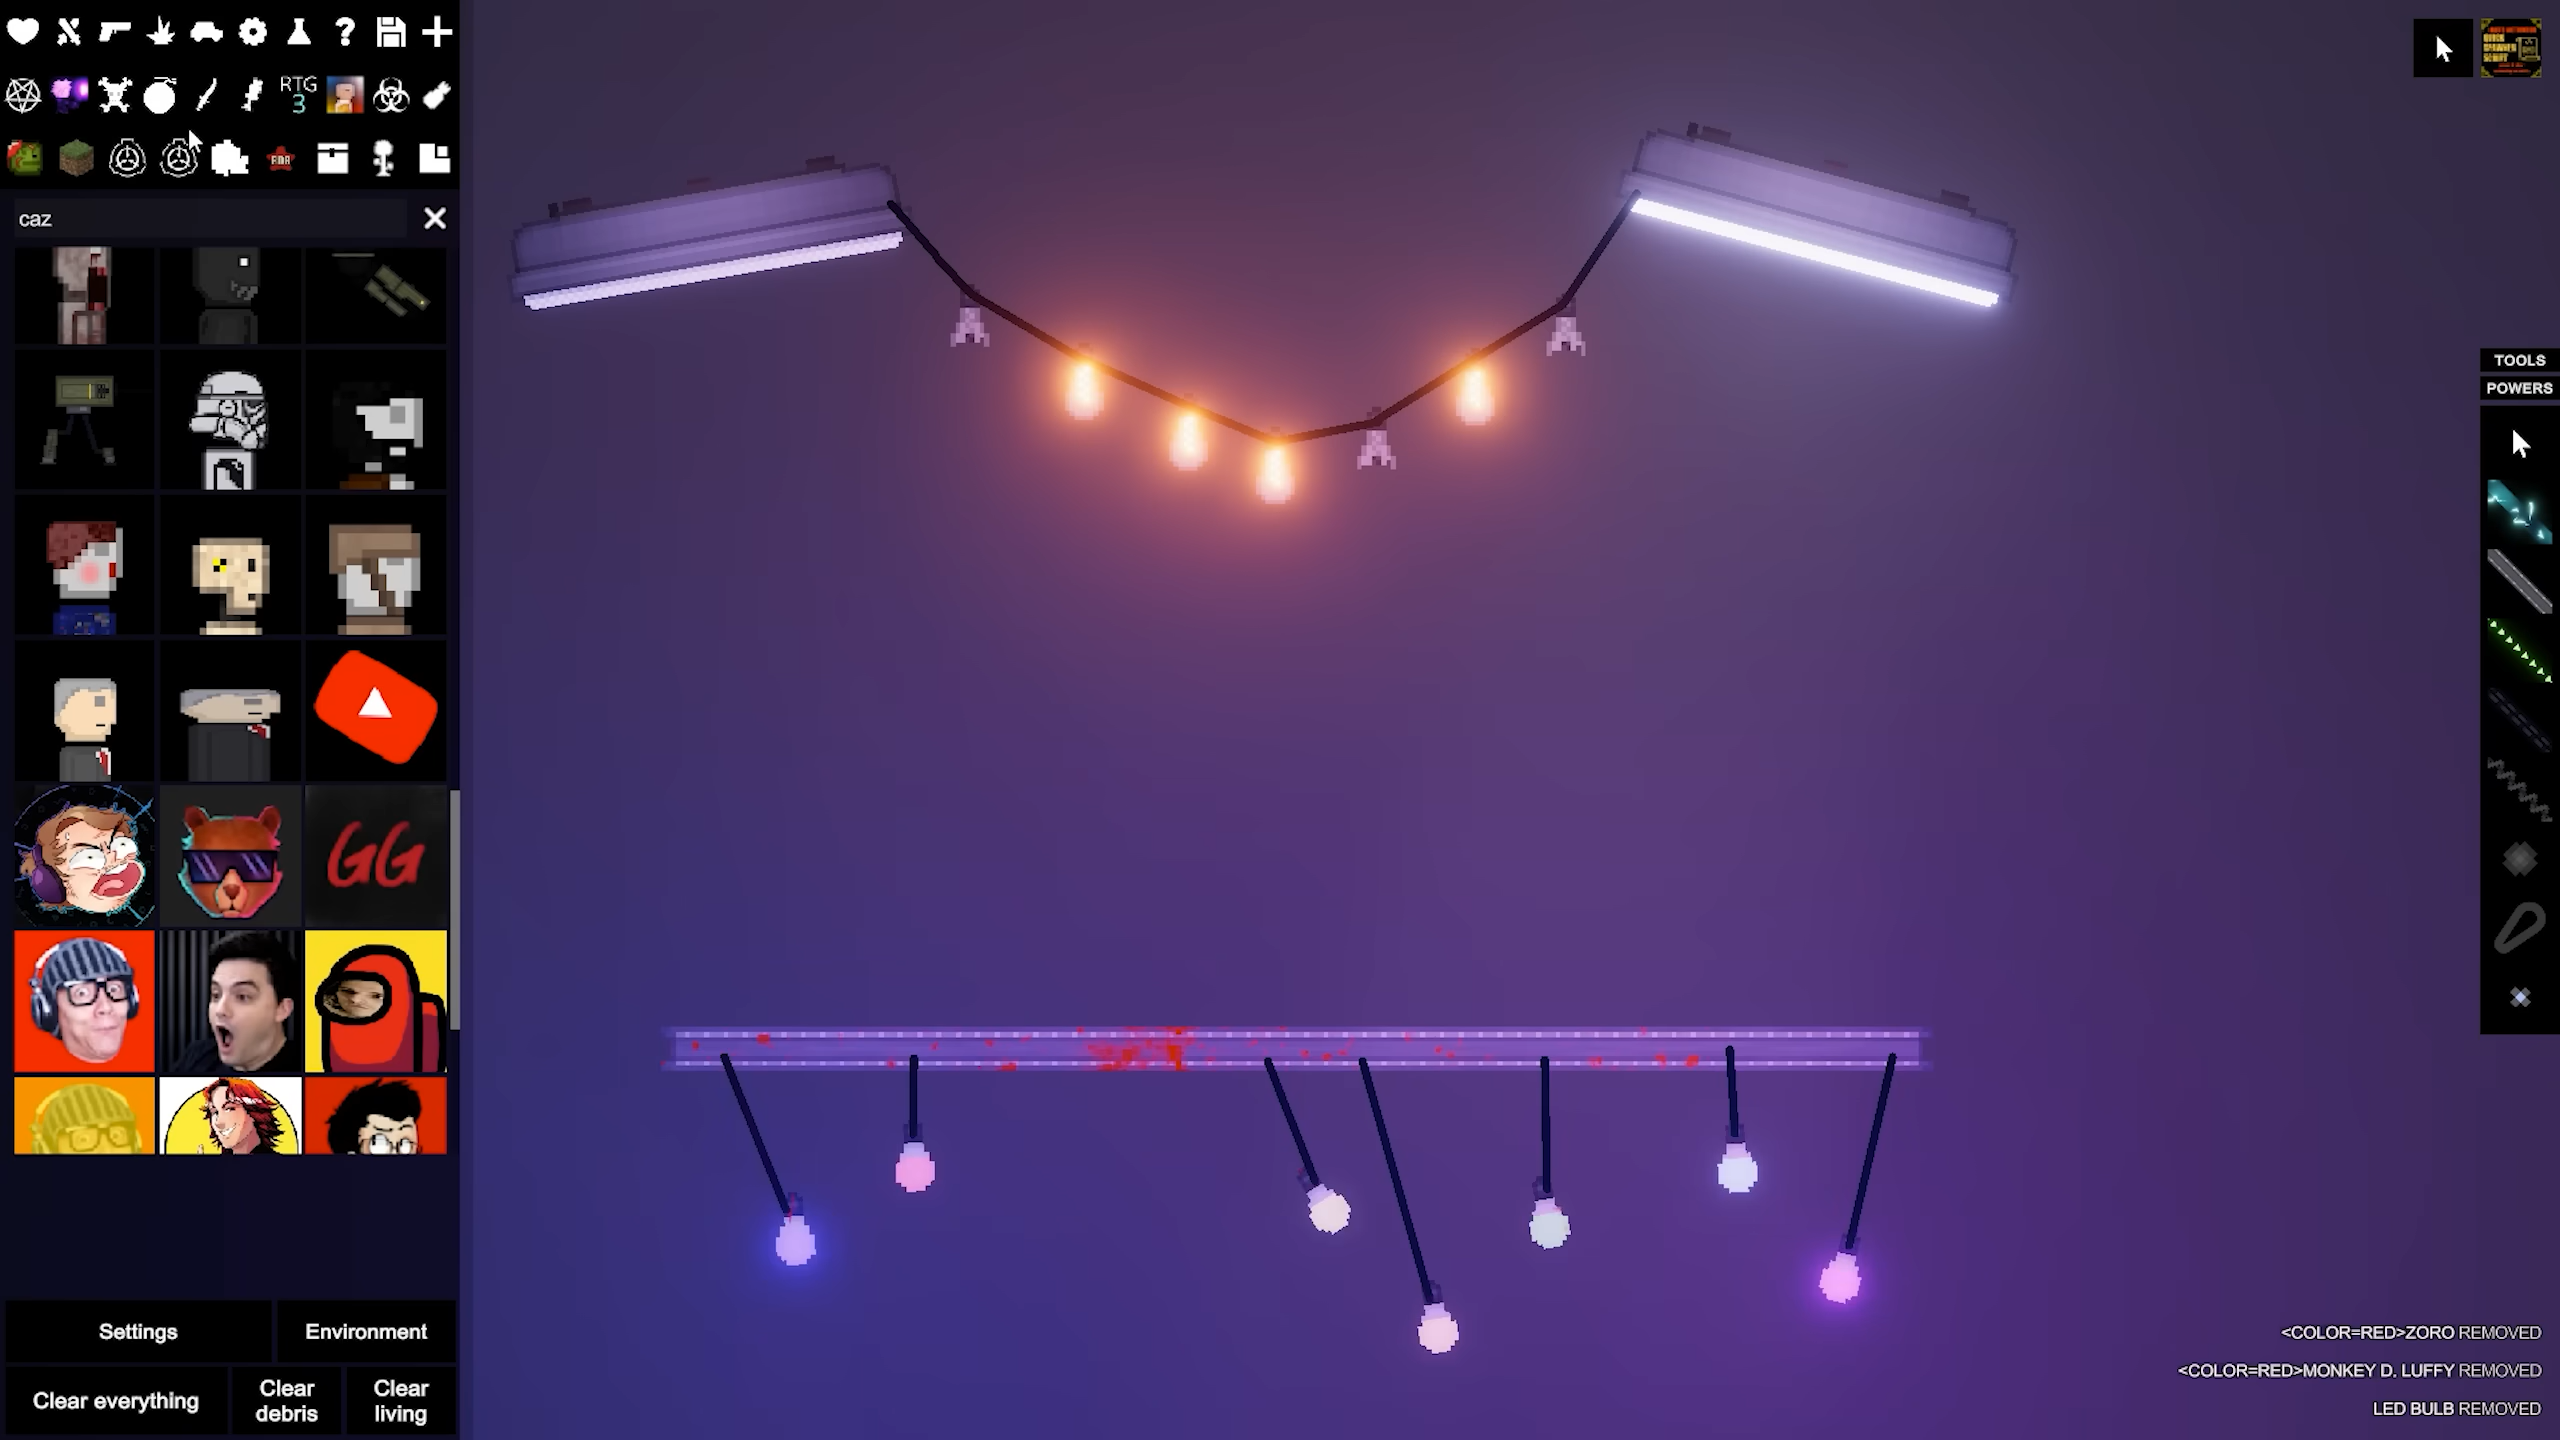 RTG
3
RDR
caz
GG
Settings
Environment
Clear everything
Clear
debris
Clear
living
TOOLS
POWERS
<COLOR=RED>ZORO REMOVED
<COLOR=RED>MONKEY D. LUFFY REMOVED
LED BULB REMOVED